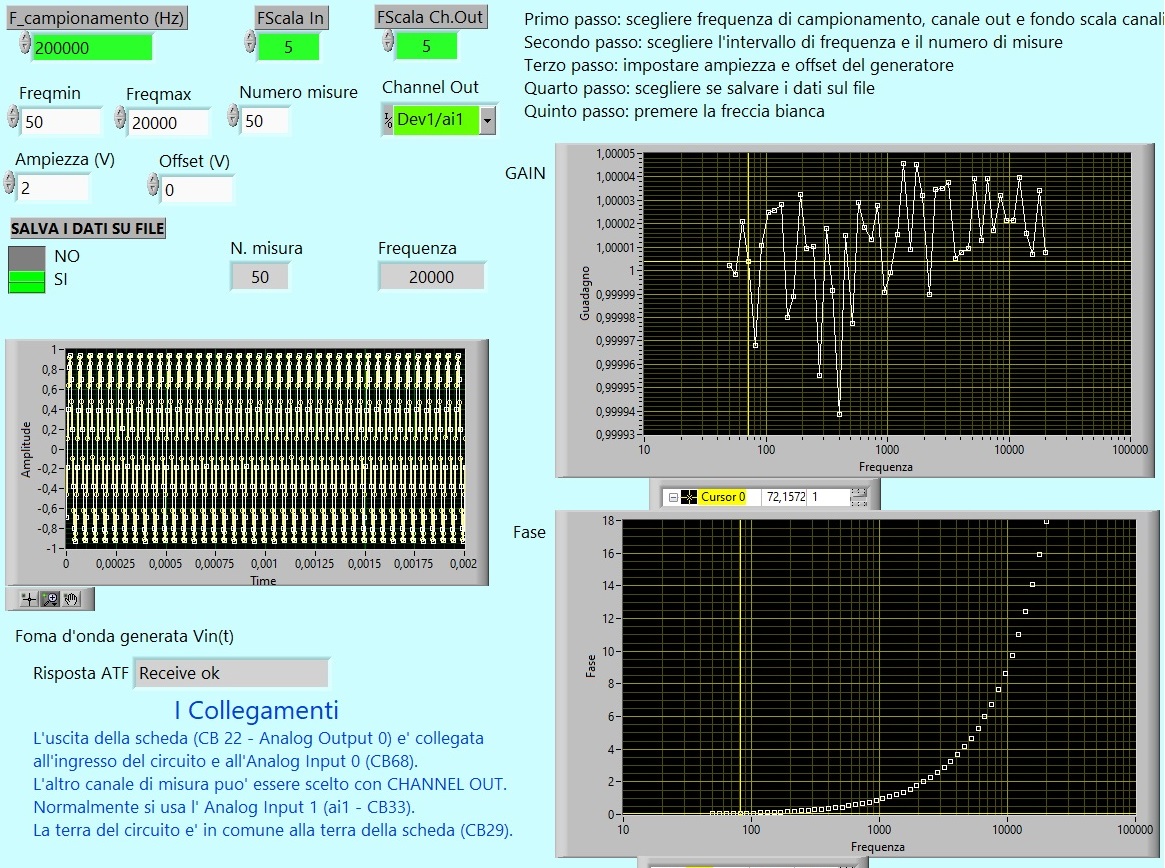 F_campionamento (Hz)
200000
FScala In
5
FScala Ch.Out
5
Primo passo: scegliere frequenza di campionamento, canale out e fondo scala canali
Secondo passo: scegliere l'intervallo di frequenza e il numero di misure
Terzo passo: impostare ampiezza e offset del generatore
Quarto passo: scegliere se salvare i dati sul file
Quinto passo: premere la freccia bianca
Freqmin
50
Freqmax
20000
Numero misure
50
Channel Out
I/0 Dev1/ai1
Ampiezza (V)
2
Offset (V)
0
SALVA I DATI SU FILE
NO
SI
N. misura
50
Frequenza
20000
GAIN
1,00005
1,00004
1,00003
1,00002
1,00001
1
0,99999
0,99998
0,99997
0,99996
0,99995
0,99994
0,99993
Guadagno
10 100 1000 10000 100000
Frequenza
Cursor 0 72,1572 1
1
0,8
0,6
0,4
0,2
0
-0,2
-0,4
-0,6
-0,8
-1
Amplitude
0 0,00025 0,0005 0,00075 0,001 0,00125 0,0015 0,00175 0,002
Time
Foma d'onda generata Vin(t)
Risposta ATF Receive ok
Fase
18
16
14
12
10
8
6
4
2
0
Fase
10 100 1000 10000 100000
Frequenza
I Collegamenti
L'uscita della scheda (CB 22 - Analog Output 0) e' collegata
all'ingresso del circuito e all'Analog Input 0 (CB68).
L'altro canale di misura puo' essere scelto con CHANNEL OUT.
Normalmente si usa l' Analog Input 1 (ai1 - CB33).
La terra del circuito e' in comune alla terra della scheda (CB29).